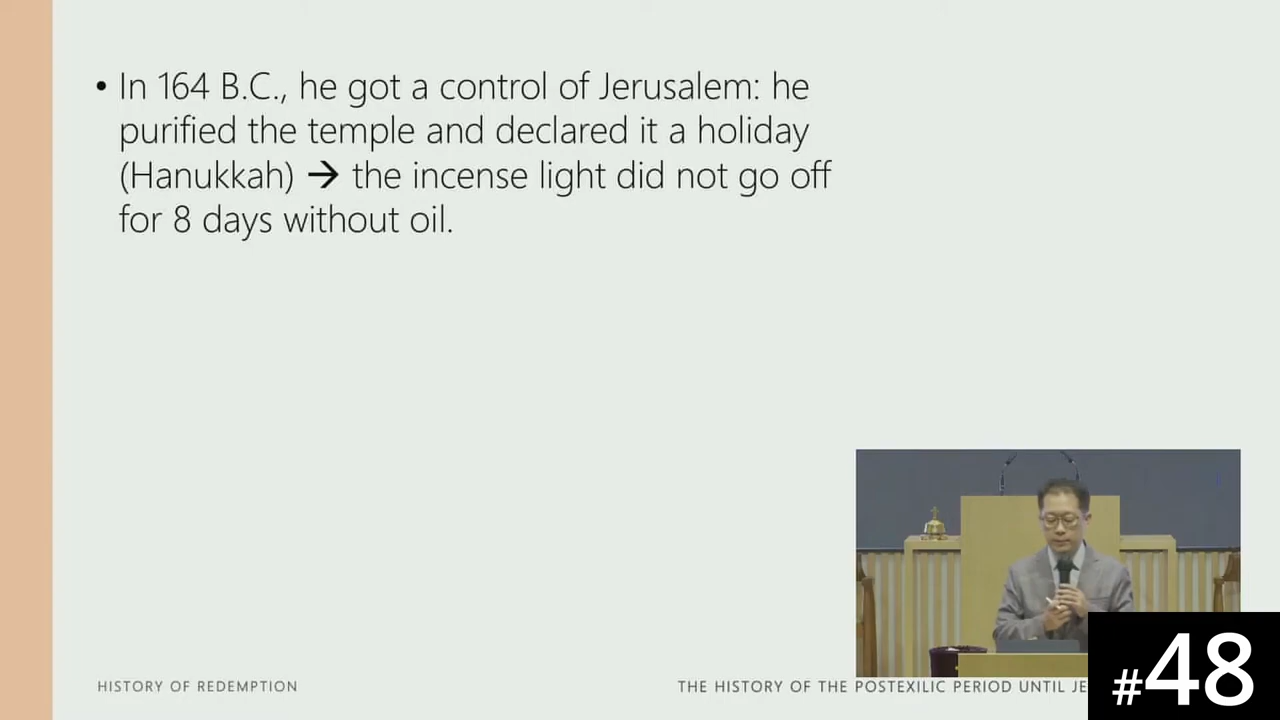 • In 164 B.C., he got a control of Jerusalem: he
purified the temple and declared it a holiday
(Hanukkah) → the incense light did not go off
for 8 days without oil.
HISTORY OF REDEMPTION
THE HISTORY OF THE POSTEXILIC PERIOD UNTIL
#48